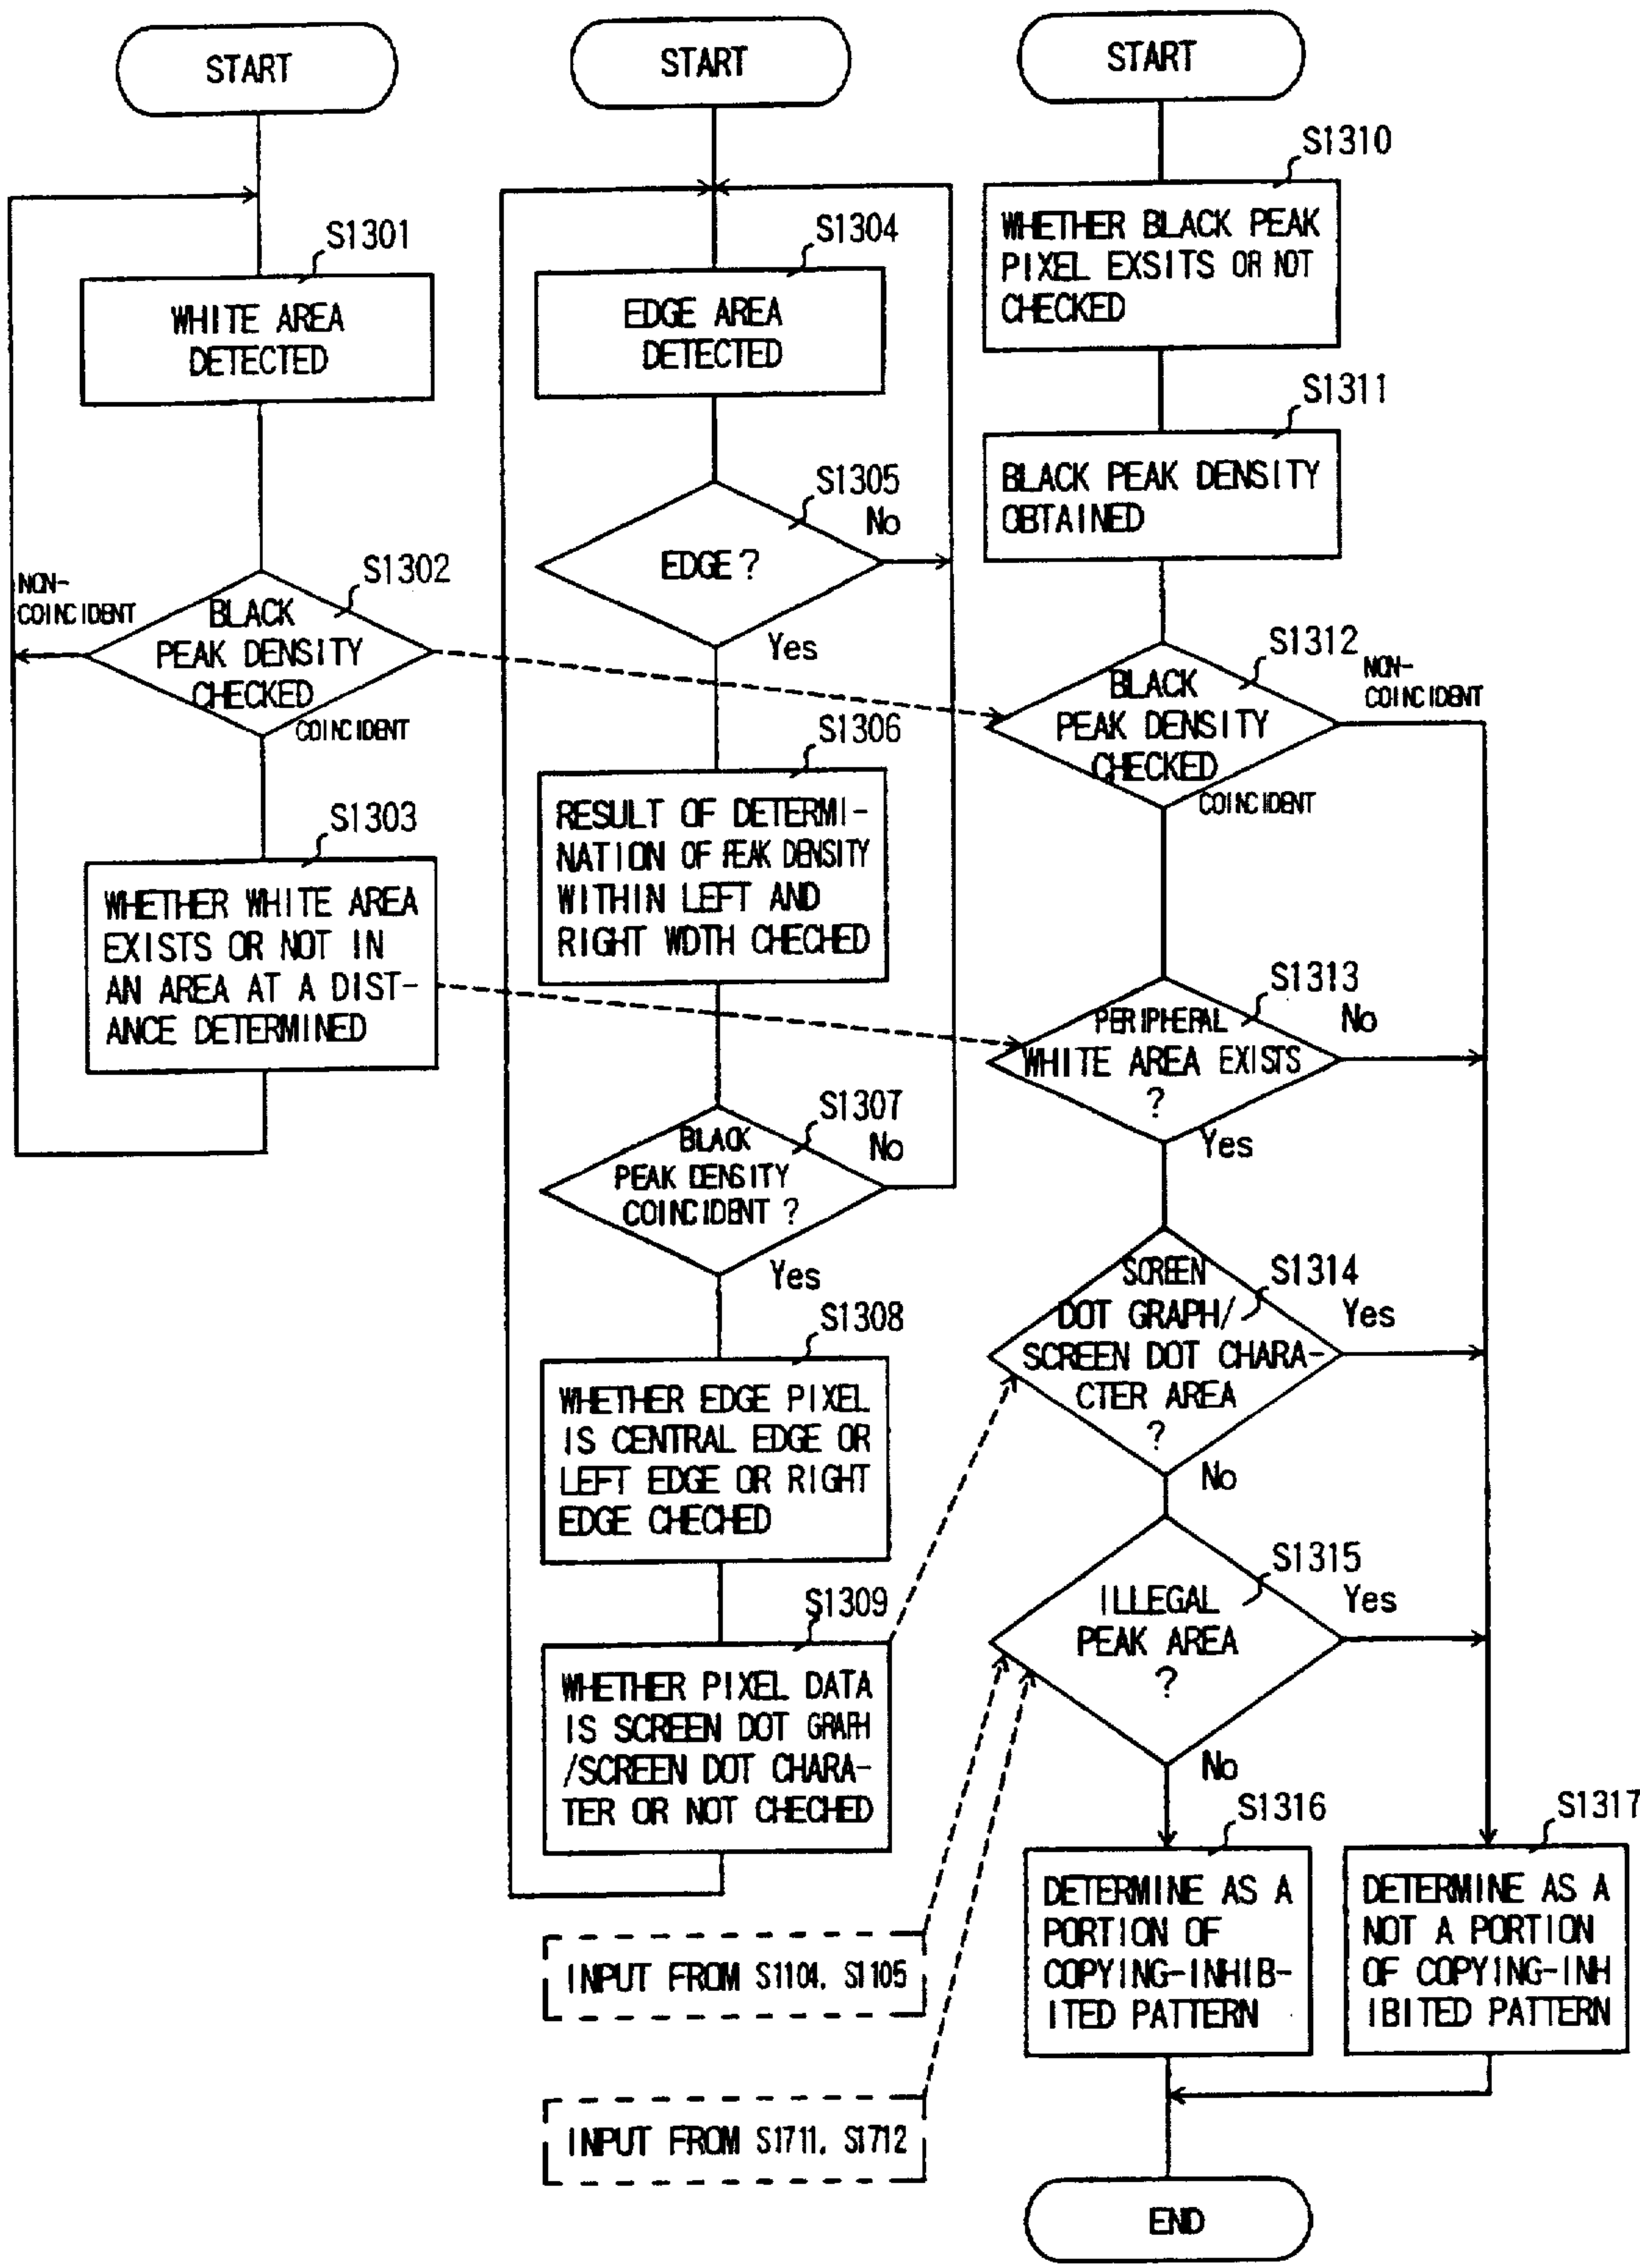 START
S1301
WHITE AREA
DETECTED
S1302
NON-
COINCIDENT
BLACK
PEAK DENSITY
CHECKED
COINCIDENT
S1303
WHETHER WHITE AREA
EXISTS OR NOT IN
AN AREA AT A DIST-
ANCE DETERMINED
START
S1304
EDGE AREA
DETECTED
S1305
No
EDGE?
Yes
S1306
RESULT OF DETERMI-
NATION OF PEAK DENSITY
WITHIN LEFT AND
RIGHT WDTH CHECHED
S1307
No
BLACK
PEAK DENSITY
COINCIDENT ?
Yes
S1308
WHETHER EDGE PIXEL
IS CENTRAL EDGE OR
LEFT EDGE OR RIGHT
EDGE CHECHED
S1309
WHETHER PIXEL DATA
IS SCREEN DOT GRAPH
/SCREEN DOT CHARA-
TER OR NOT CHECHED
INPUT FROM S1104, S1105
INPUT FROM S1711, S1712
START
S1310
WHETHER BLACK PEAK
PIXEL EXSITS OR NOT
CHECKED
S1311
BLACK PEAK DENSITY
OBTAINED
S1312
NON-
COINCIDENT
BLACK
PEAK DENSITY
CHECKED
COINCIDENT
S1313
No
PERIPHERAL
WHITE AREA EXISTS
?
Yes
S1314
Yes
SCREEN
DOT GRAPH/
SCREEN DOT CHARA-
CTER AREA
?
No
S1315
Yes
ILLEGAL
PEAK AREA
?
No
S1316
DETERMINE AS A
PORTION OF
COPYING-INHIB-
ITED PATTERN
S1317
DETERMINE AS A
NOT A PORTION
OF COPYING-INH
IBITED PATTERN
END